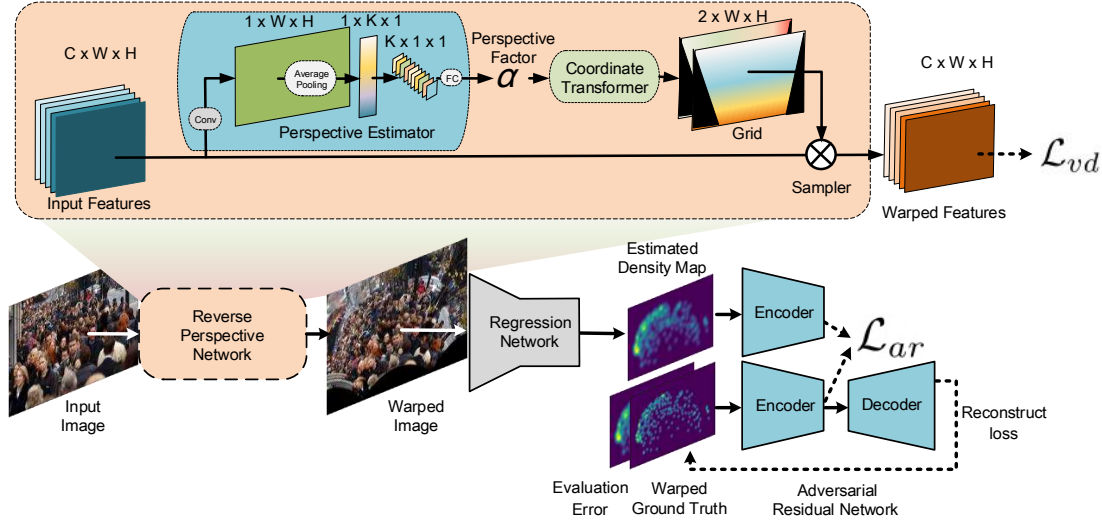 C x W x H
1 x W x H
1 x K x 1
K x 1 x 1
Average
Pooling
Conv
FC
Perspective Estimator
Perspective
Factor
α
Coordinate
Transformer
2 x W x H
Grid
Sampler
C x W x H
Input Features
Warped Features
ℒvd
Input
Image
Reverse
Perspective
Network
Warped
Image
Regression
Network
Estimated
Density Map
Encoder
ℒar
Encoder
Decoder
Reconstruct
loss
Evaluation
Error
Warped
Ground Truth
Adversarial
Residual Network